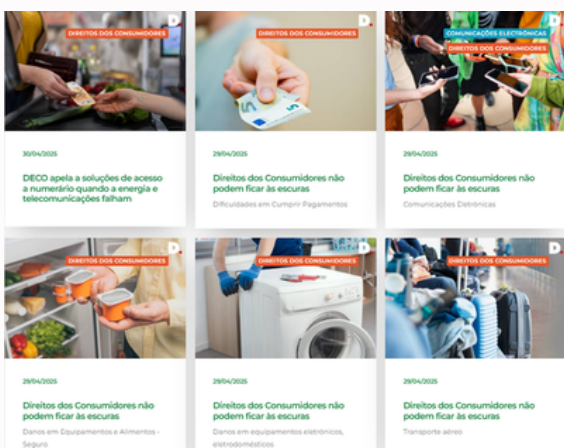 D.
DIREITOS DOS CONSUMIDORES
30/04/2025
DECO apela a soluções de acesso
a numerário quando a energia e
telecomunicações falham
D.
DIREITOS DOS CONSUMIDORES
5
5
29/04/2025
Direitos dos Consumidores não
podem ficar às escuras
Dificuldades em Cumprir Pagamentos
D.
COMUNICAÇÕES ELECTRÓNICAS
DIREITOS DOS CONSUMIDORES
29/04/2025
Direitos dos Consumidores não
podem ficar às escuras
Comunicações Eletrónicas
D.
DIREITOS DOS CONSUMIDORES
29/04/2025
Direitos dos Consumidores não
podem ficar às escuras
Danos em Equipamentos e Alimentos -
Seguro
D.
DIREITOS DOS CONSUMIDORES
29/04/2025
Direitos dos Consumidores não
podem ficar às escuras
Danos em equipamentos eletrónicos,
eletrodomésticos
D.
DIREITOS DOS CONSUMIDORES
29/04/2025
Direitos dos Consumidores não
podem ficar às escuras
Transporte aéreo